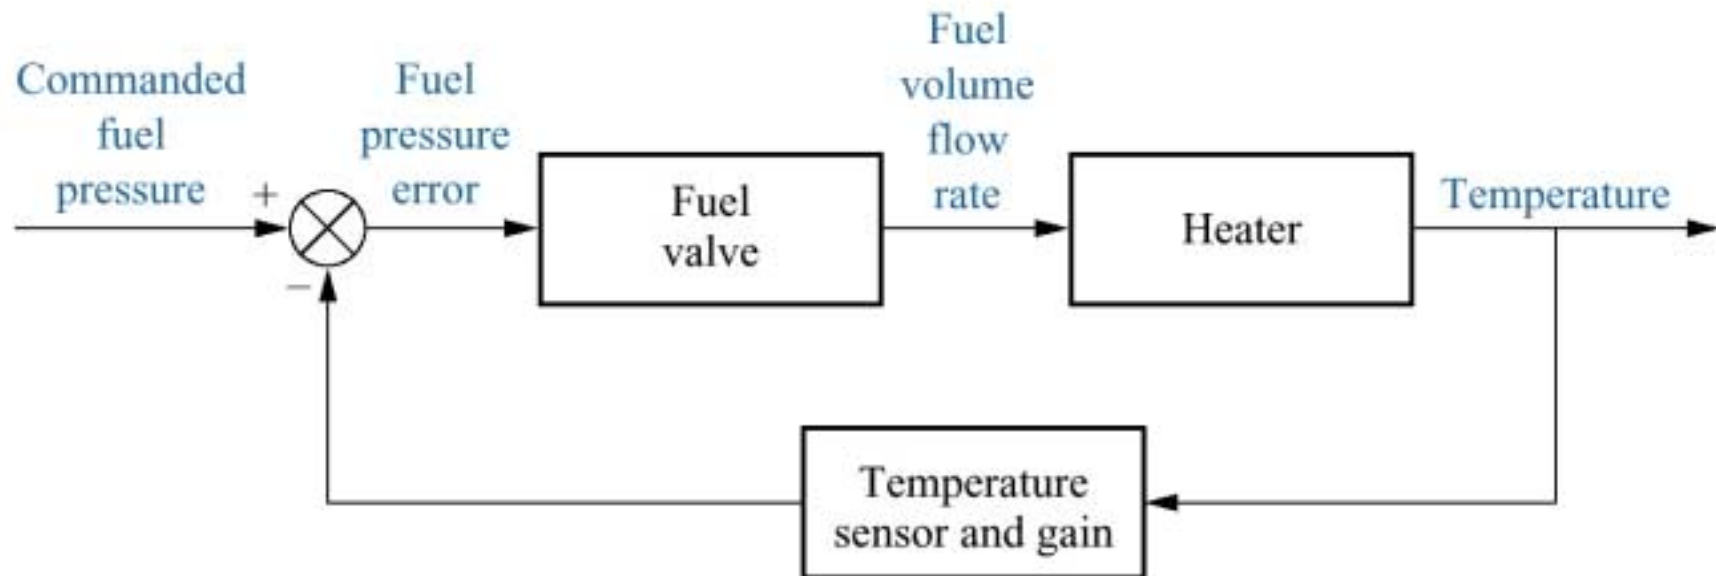 Commanded
fuel
pressure
+
−
Fuel
pressure
error
Fuel
valve
Fuel
volume
flow
rate
Heater
Temperature
Temperature
sensor and gain